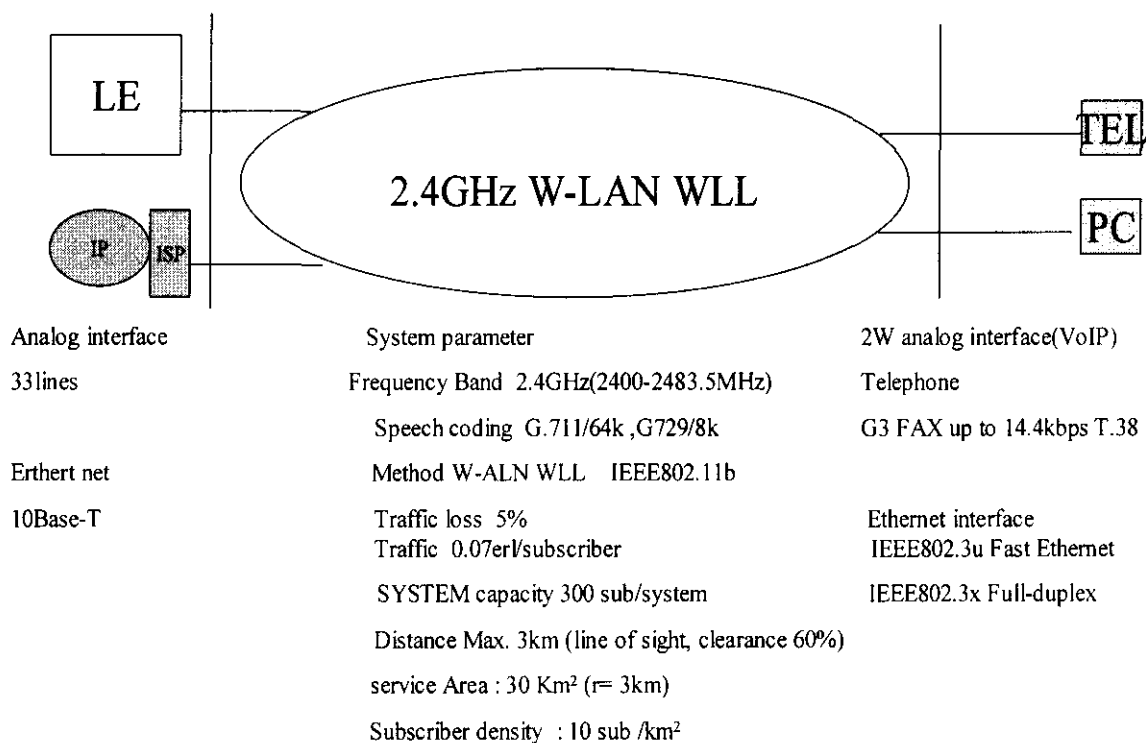 LE
TEL
2.4GHz W-LAN WLL
PC
IP
ISP
Analog interface
System parameter
2W analog interface(VoIP)
33lines
Frequency Band 2.4GHz(2400-2483.5MHz)
Telephone
Speech coding G.711/64k ,G729/8k
G3 FAX up to 14.4kbps T.38
Erthert net
Method W-ALN WLL IEEE802.11b
10Base-T
Traffic loss 5%
Ethernet interface
Traffic 0.07erl/subscriber
IEEE802.3u Fast Ethernet
SYSTEM capacity 300 sub/system
IEEE802.3x Full-duplex
Distance Max. 3km (line of sight, clearance 60%)
service Area : 30 Km² (r= 3km)
Subscriber density : 10 sub /km²